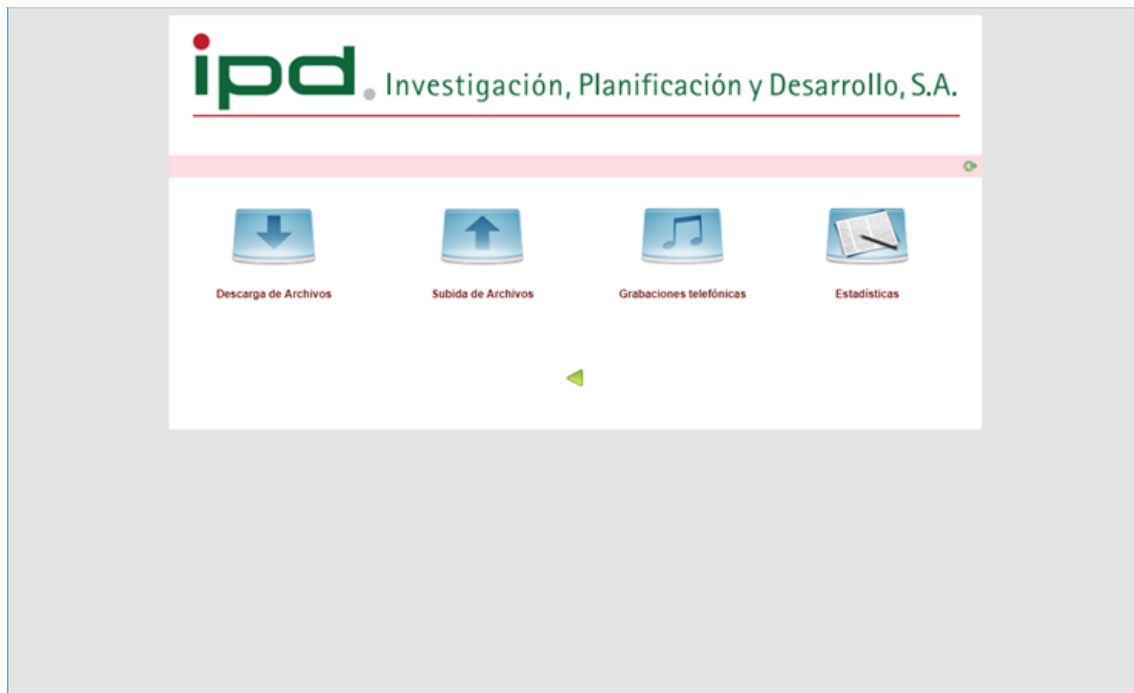 ipd. Investigación, Planificación y Desarrollo, S.A.
Descarga de Archivos
Subida de Archivos
Grabaciones telefónicas
Estadísticas